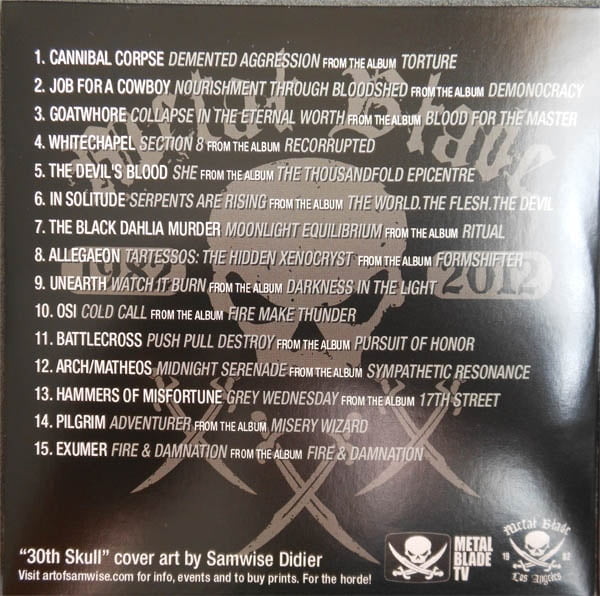 1. CANNIBAL CORPSE DEMENTED AGGRESSION FROM THE ALBUM TORTURE
2. JOB FOR A COWBOY NOURISHMENT THROUGH BLOODSHED FROM THE ALBUM DEMONOCRACY
3. GOATWHORE COLLAPSE IN THE ETERNAL WORTH FROM THE ALBUM BLOOD FOR THE MASTER
4. WHITECHAPEL SECTION 8 FROM THE ALBUM RECORRUPTED
5. THE DEVIL'S BLOOD SHE FROM THE ALBUM THE THOUSANDFOLD EPICENTRE
6. IN SOLITUDE SERPENTS ARE RISING FROM THE ALBUM THE WORLD.THE FLESH.THE DEVIL
7. THE BLACK DAHLIA MURDER MOONLIGHT EQUILIBRIUM FROM THE ALBUM RITUAL
8. ALLEGAEON TARTESSOS: THE HIDDEN XENOCRYST FROM THE ALBUM FORMSHIFTER
9. UNEARTH WATCH IT BURN FROM THE ALBUM DARKNESS IN THE LIGHT
10. OSI COLD CALL FROM THE ALBUM FIRE MAKE THUNDER
11. BATTLECROSS PUSH PULL DESTROY FROM THE ALBUM PURSUIT OF HONOR
12. ARCH/MATHEOS MIDNIGHT SERENADE FROM THE ALBUM SYMPATHETIC RESONANCE
13. HAMMERS OF MISFORTUNE GREY WEDNESDAY FROM THE ALBUM 17TH STREET
14. PILGRIM ADVENTURER FROM THE ALBUM MISERY WIZARD
15. EXUMER FIRE & DAMNATION FROM THE ALBUM FIRE & DAMNATION
Metal Blade
1982 2012
"30th Skull" cover art by Samwise Didier
Visit artofsamwise.com for info, events and to buy prints. For the horde!
METAL
BLADE
TV
Metal Blade
19 82
Los Angeles